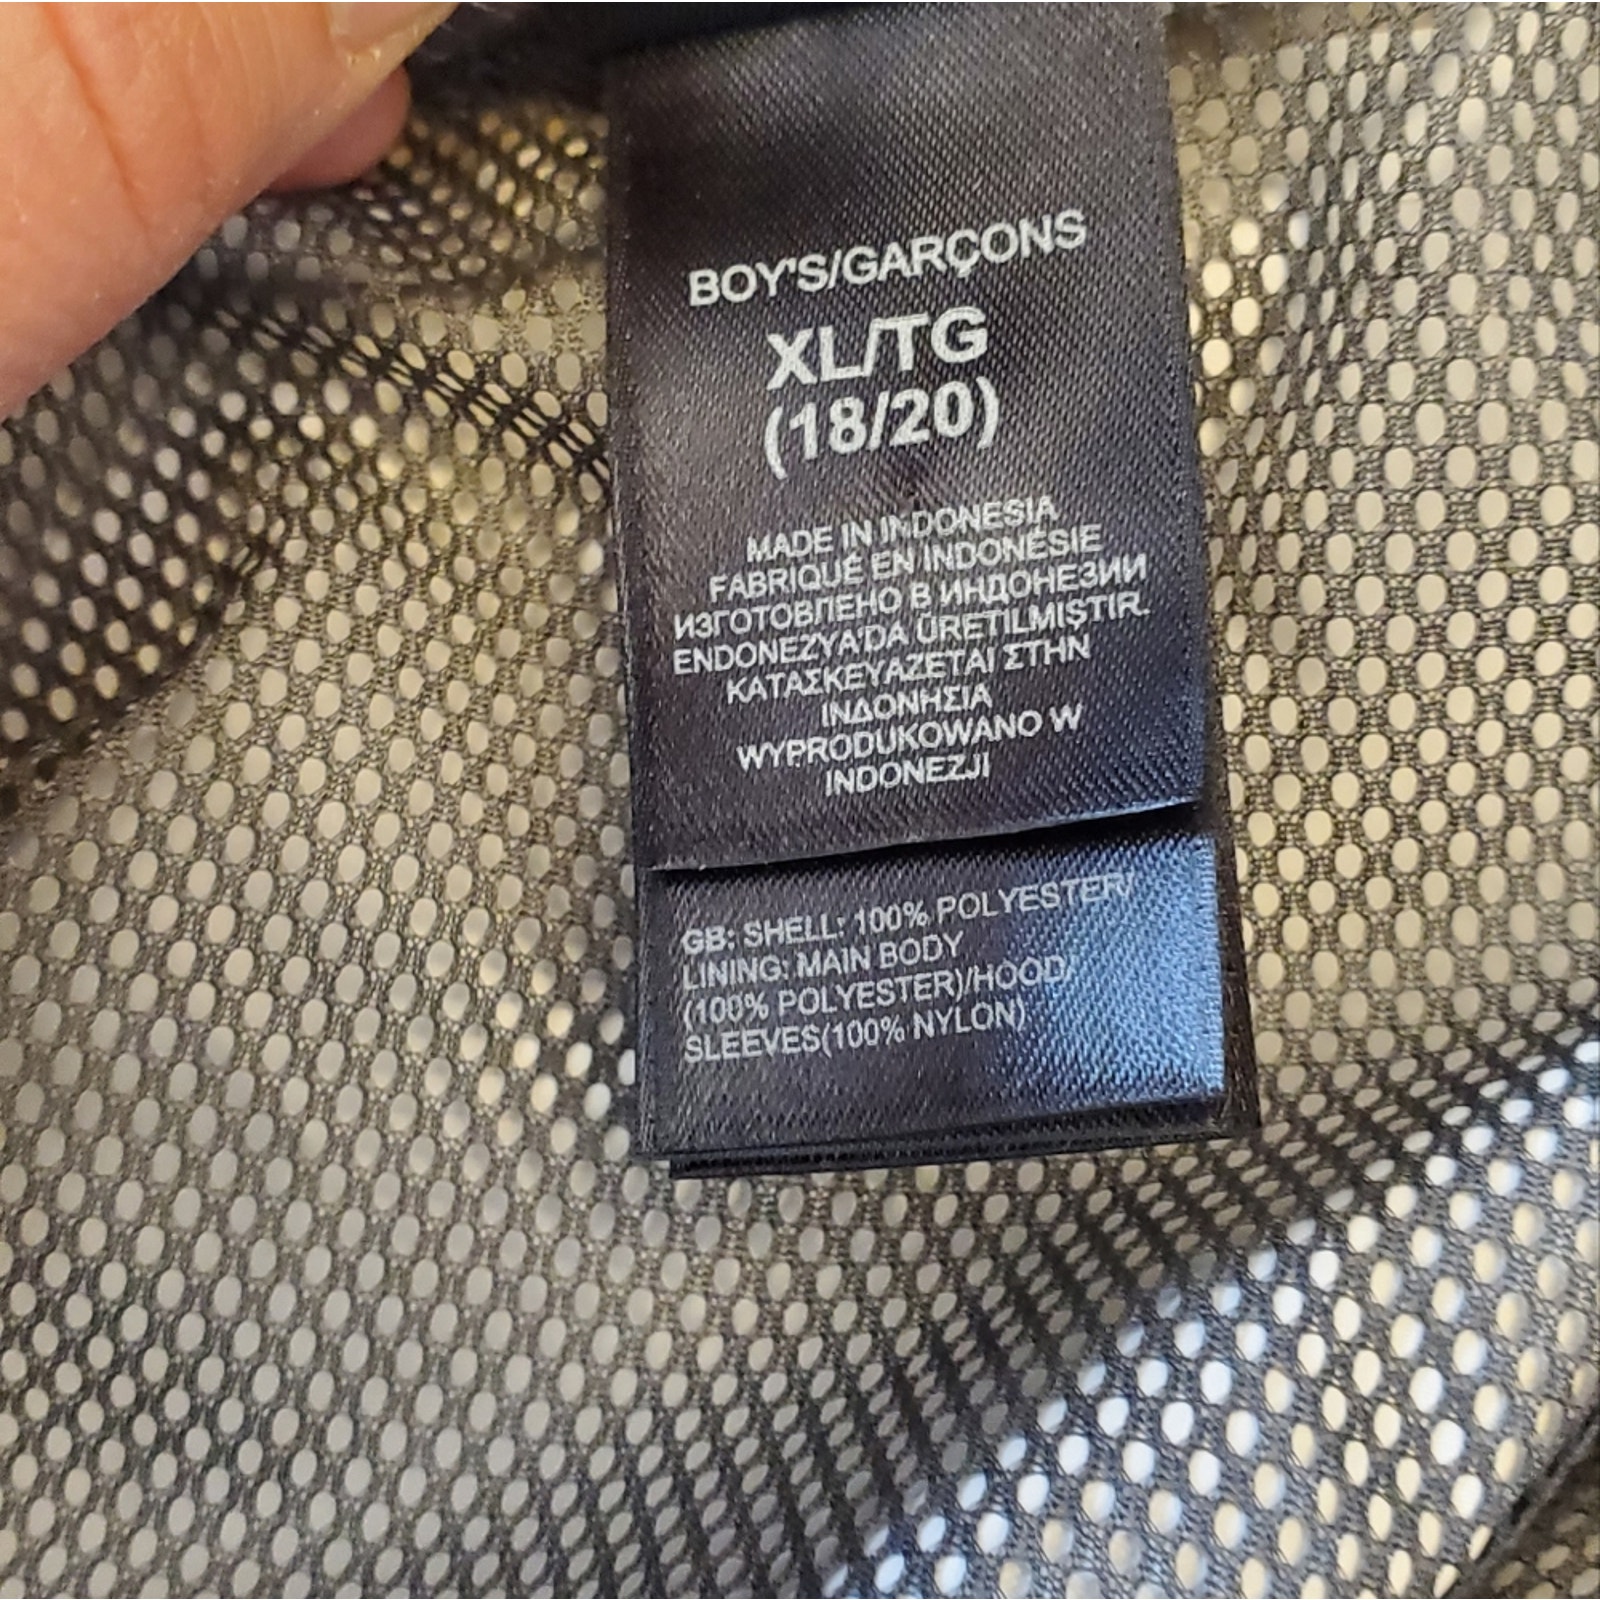 BOY'S/GARÇONS
XL/TG
(18/20)
MADE IN INDONESIA
FABRIQUÉ EN INDONÉSIE
ИЗГОТОВЛЕНО В ИНДОНЕЗИИ
ENDONEZYA'DA ÜRETILMIŞTIR.
ΚΑΤΑΣΚΕΥΑΖΕΤΑΙ ΣΤΗΝ
ΙΝΔΟΝΗΣΙΑ
WYPRODUKOWANO W
INDONEZJI
GB: SHELL: 100% POLYESTER/
LINING: MAIN BODY
(100% POLYESTER)/HOOD/
SLEEVES(100% NYLON)